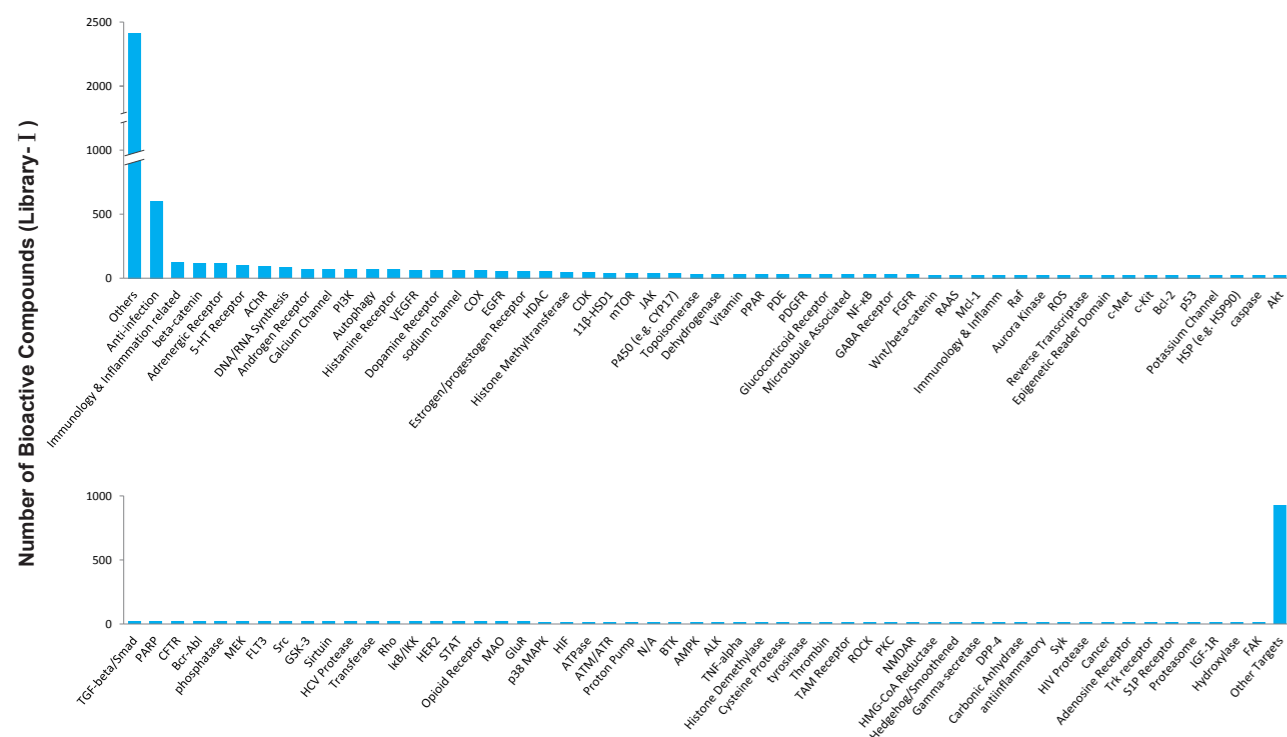 Number of Bioactive Compounds (Library- I )
2500
2000
1000
500
0
Others
Anti-infection
Immunology & Inflammation related
beta-catenin
Adrenergic Receptor
5-HT Receptor
AChR
DNA/RNA Synthesis
Androgen Receptor
Calcium Channel
PI3K
Autophagy
Histamine Receptor
VEGFR
Dopamine Receptor
sodium channel
COX
EGFR
Estrogen/progestogen Receptor
HDAC
Histone Methyltransferase
CDK
11β-HSD1
mTOR
JAK
P450 (e.g. CYP17)
Topoisomerase
Dehydrogenase
Vitamin
PPAR
PDE
PDGFR
Glucocorticoid Receptor
Microtubule Associated
NF-κB
GABA Receptor
FGFR
Wnt/beta-catenin
RAAS
Mcl-1
Immunology & Inflamm
Raf
Aurora Kinase
ROS
Reverse Transcriptase
Epigenetic Reader Domain
c-Met
c-Kit
Bcl-2
p53
Potassium Channel
HSP (e.g. HSP90)
caspase
Akt
1000
500
0
TGF-beta/Smad
PARP
CFTR
Bcr-Abl
phosphatase
MEK
FLT3
Src
GSK-3
Sirtuin
HCV Protease
Transferase
Rho
IκB/IKK
HER2
STAT
Opioid Receptor
MAO
GluR
p38 MAPK
HIF
ATPase
ATM/ATR
Proton Pump
N/A
BTK
AMPK
ALK
TNF-alpha
Histone Demethylase
Cysteine Protease
tyrosinase
Thrombin
TAM Receptor
ROCK
PKC
NMDAR
HMG-CoA Reductase
Hedgehog/Smoothened
Gamma-secretase
DPP-4
Carbonic Anhydrase
antiinflammatory
Syk
HIV Protease
Cancer
Adenosine Receptor
Trk receptor
S1P Receptor
Proteasome
IGF-1R
Hydroxylase
FAK
Other Targets